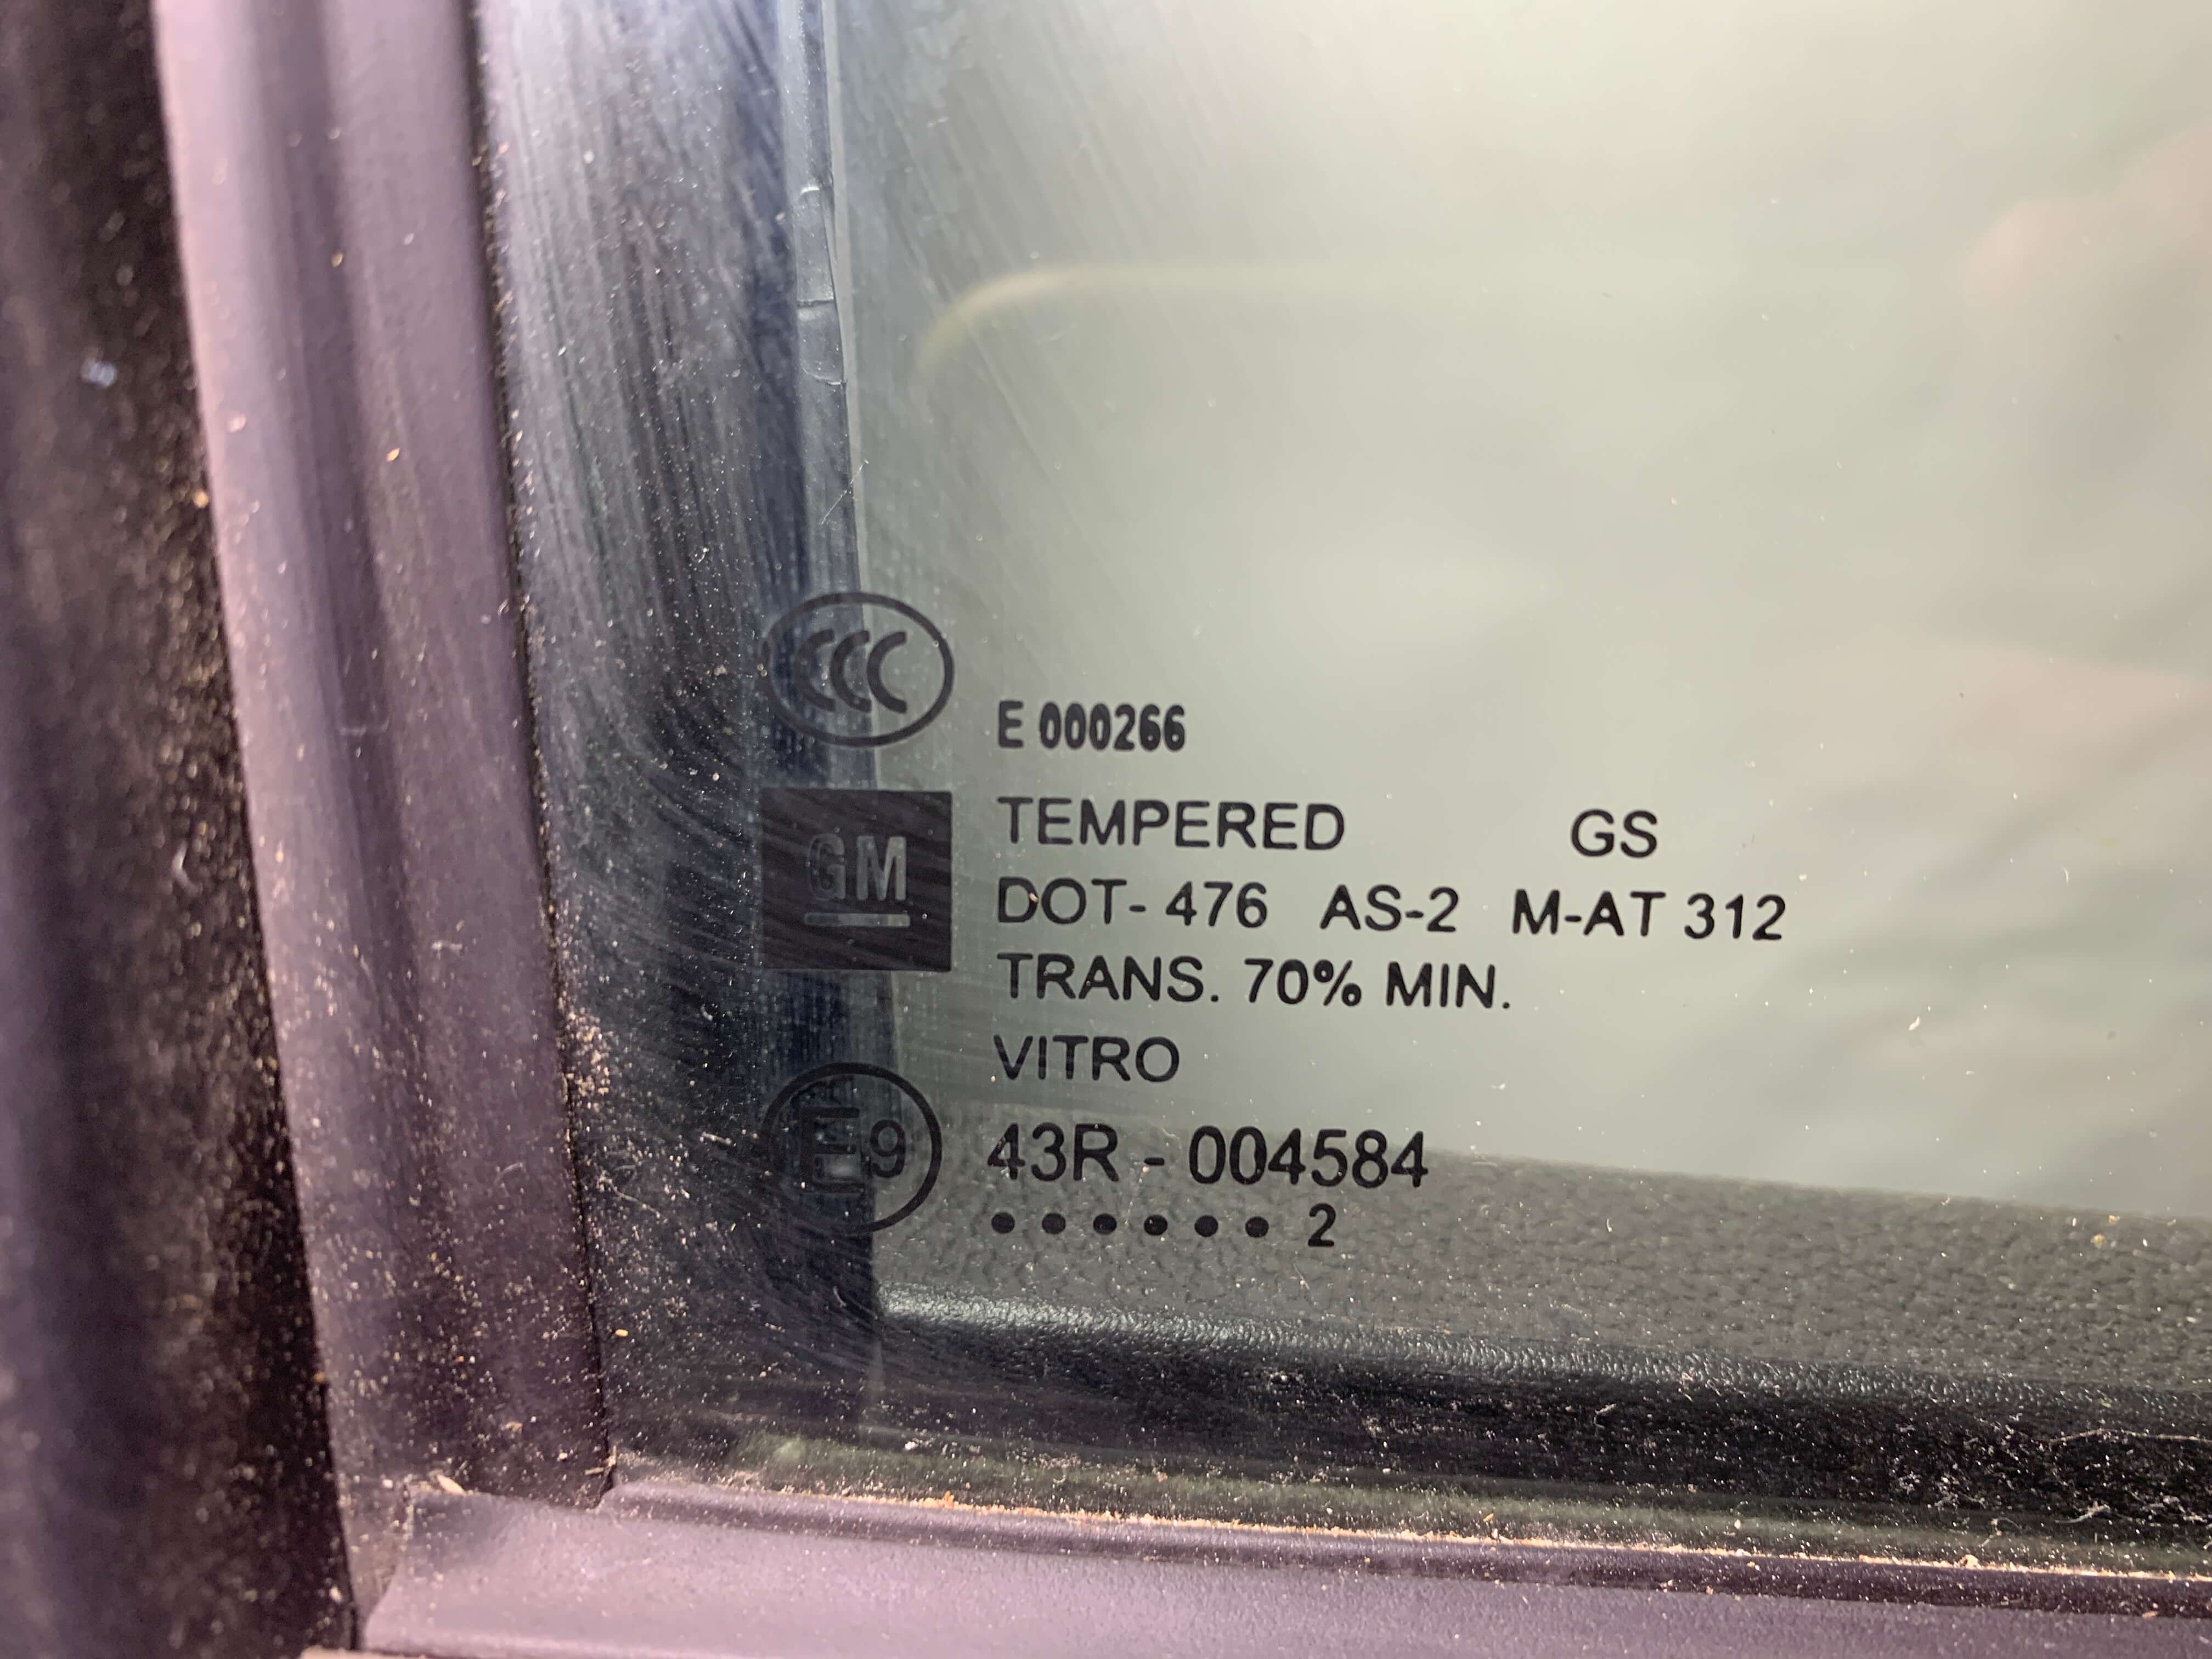 CCC
E 000266
GM
TEMPERED GS
DOT- 476 AS-2 M-AT 312
TRANS. 70% MIN.
VITRO
E9 43R - 004584
•••••• 2